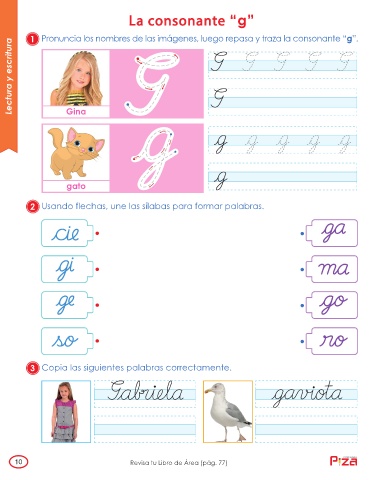 La consonante “g”
Lectura y escritura
1 Pronuncia los nombres de las imágenes, luego repasa y traza la consonante “g”.
G G G G G G
Gina
G
g g g g g g
gato
g
2 Usando flechas, une las sílabas para formar palabras.
cie ga
gi ma
ge go
so ro
3 Copia las siguientes palabras correctamente.
Gabriela gaviota
10 Revisa tu Libro de Área (pág. 77) Piza